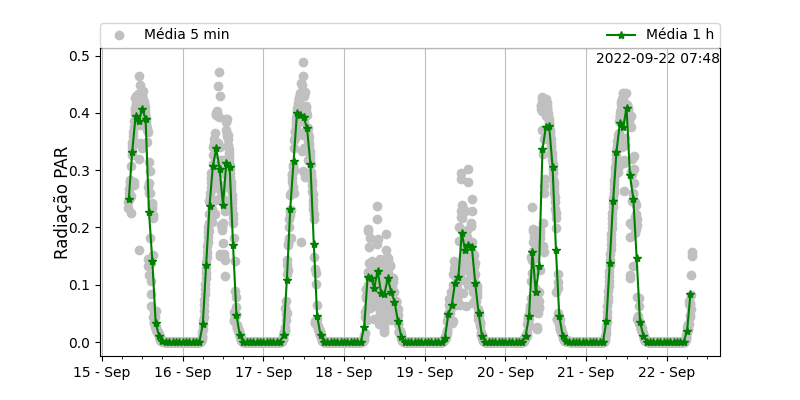 Média 5 min
Média 1 h
2022-09-22 07:48
0.5
0.4
0.3
0.2
0.1
0.0
Radiação PAR
15 - Sep
16 - Sep
17 - Sep
18 - Sep
19 - Sep
20 - Sep
21 - Sep
22 - Sep